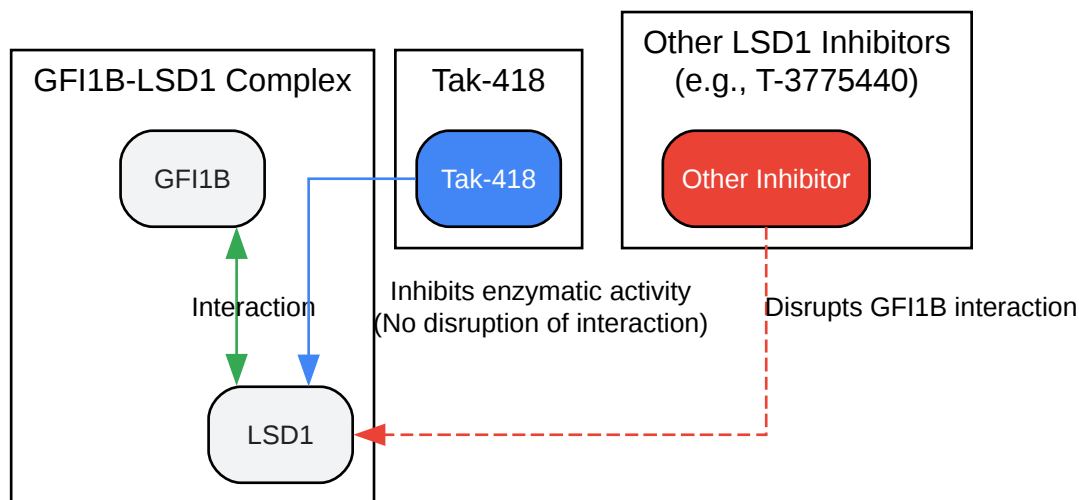 GFI1B-LSD1 Complex
Tak-418
Other LSD1 Inhibitors
(e.g., T-3775440)
GFI1B
Tak-418
Other Inhibitor
Interaction
Inhibits enzymatic activity
(No disruption of interaction)
Disrupts GFI1B interaction
LSD1